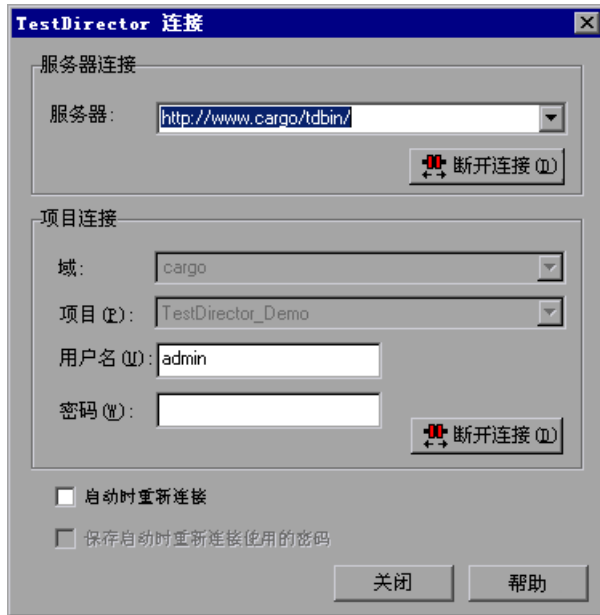 TestDirector 连接
服务器连接
服务器: http://www.cargo/tdbin/
断开连接(D)
项目连接
域: cargo
项目(P): TestDirector_Demo
用户名(U): admin
密码(W):
断开连接(D)
启动时重新连接
保存启动时重新连接使用的密码
关闭 帮助